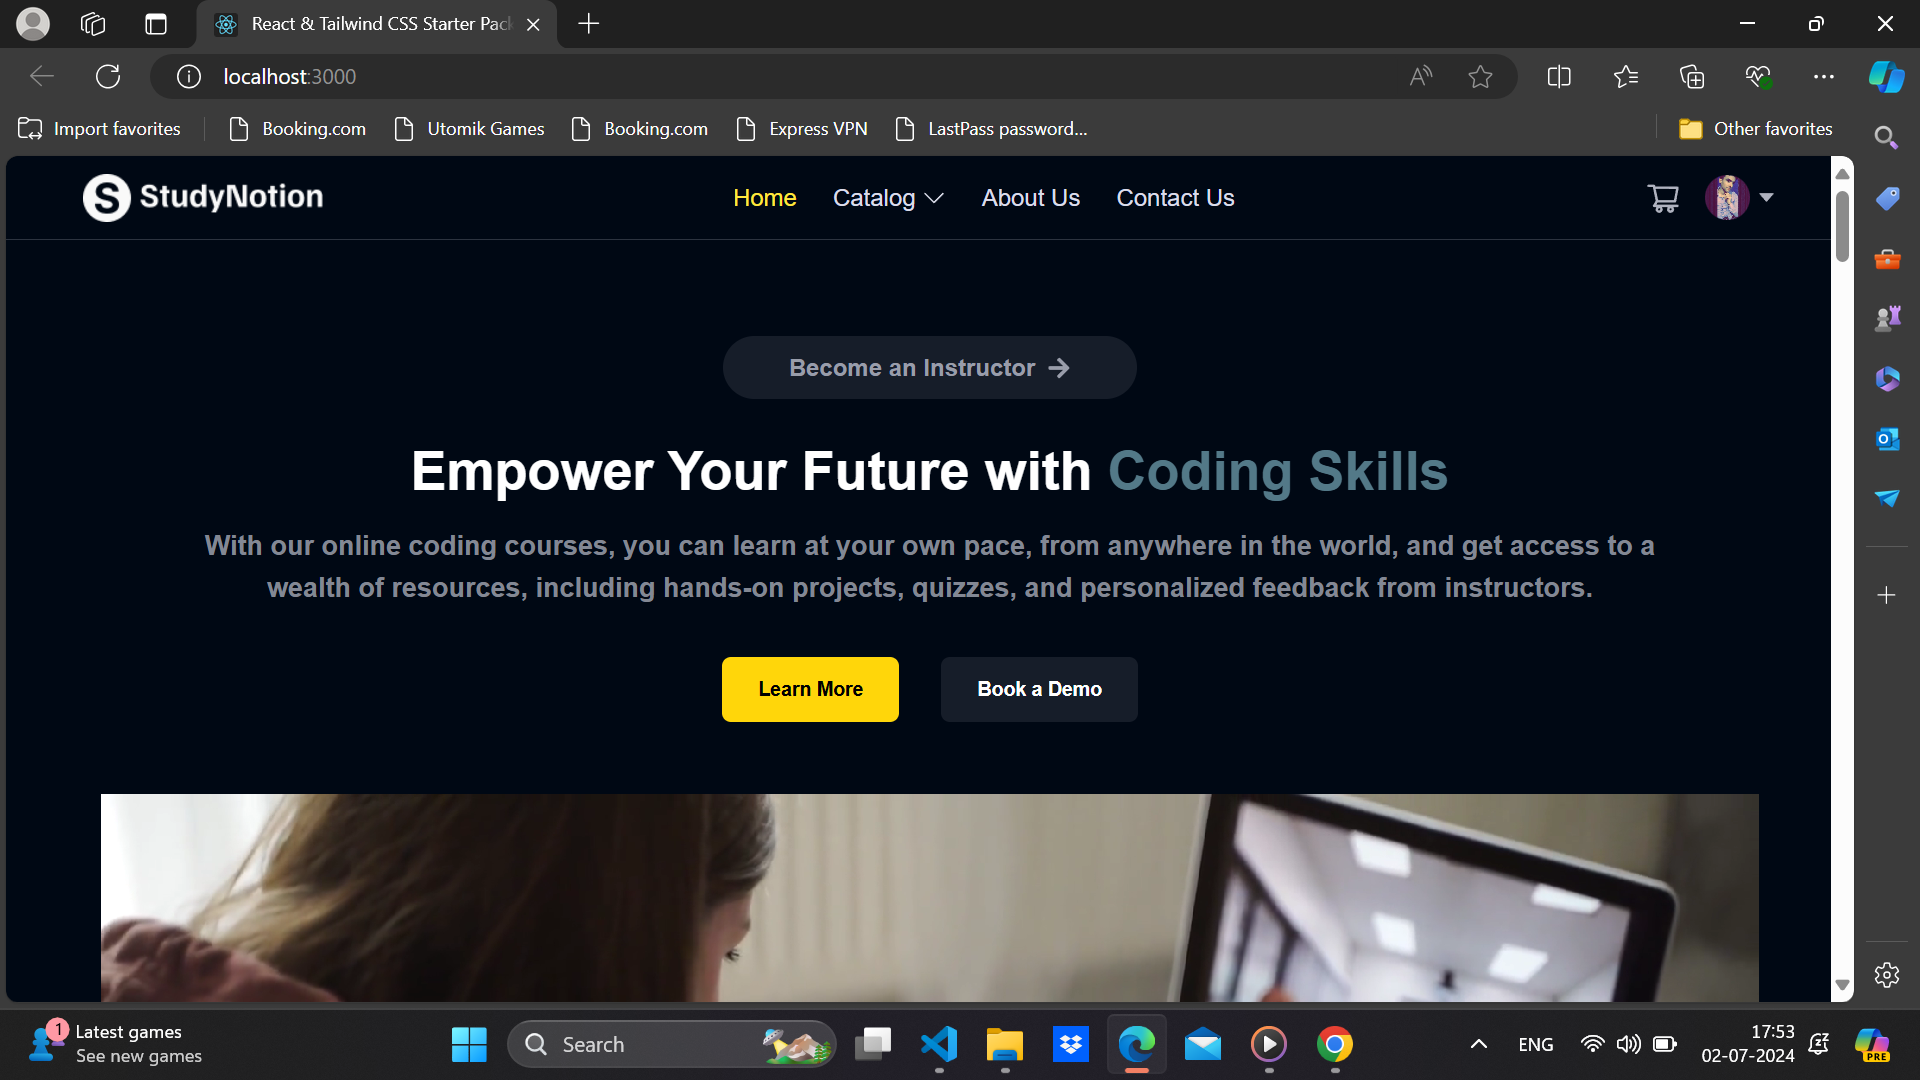 React & Tailwind CSS Starter Pac
localhost:3000
Import favorites
Booking.com
Utomik Games
Booking.com
Express VPN
LastPass password...
Other favorites
S StudyNotion
Home
Catalog
About Us
Contact Us
Become an Instructor
Empower Your Future with Coding Skills
With our online coding courses, you can learn at your own pace, from anywhere in the world, and get access to a
wealth of resources, including hands-on projects, quizzes, and personalized feedback from instructors.
Learn More
Book a Demo
1
Latest games
See new games
Search
ENG
17:53
02-07-2024
PRE